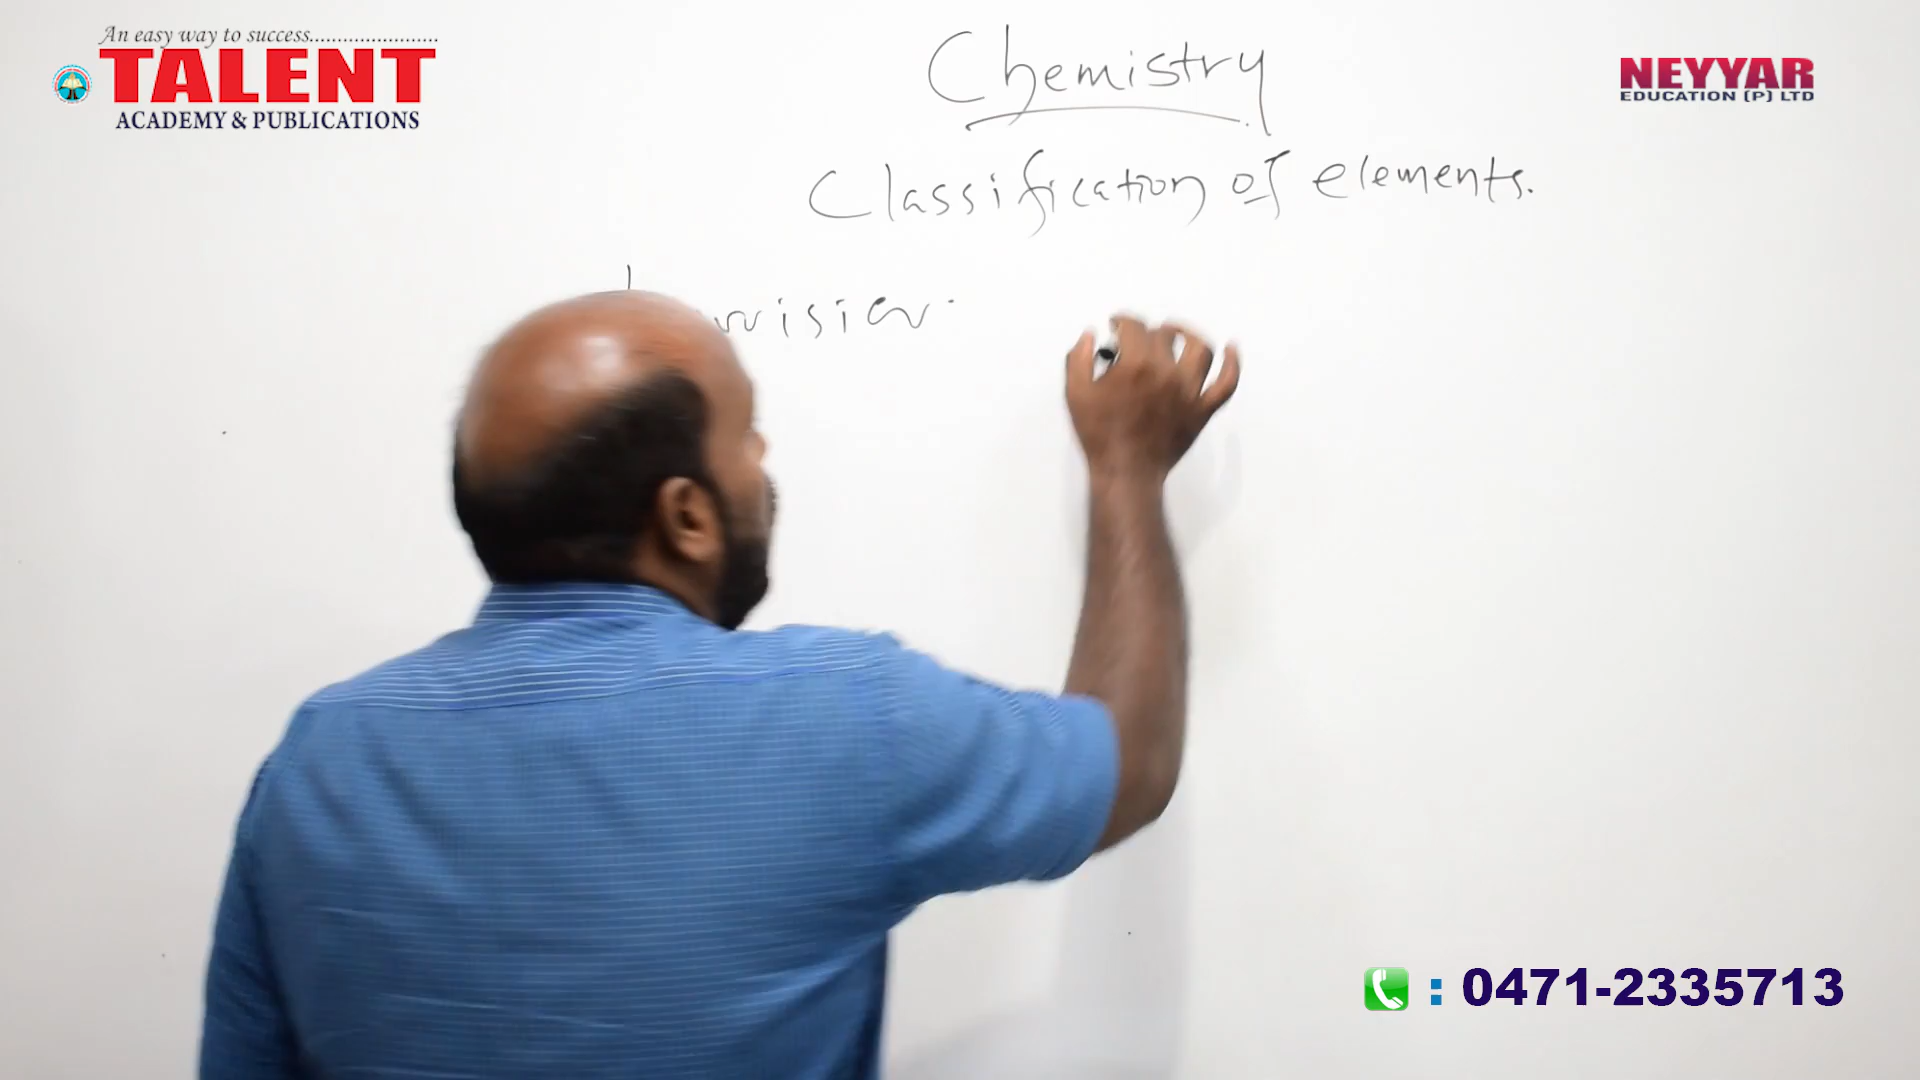 An easy way to success.......................
TALENT
ACADEMY & PUBLICATIONS
NEYYAR
EDUCATION (P) LTD
Chemistry
Classification of elements.
: 0471-2335713